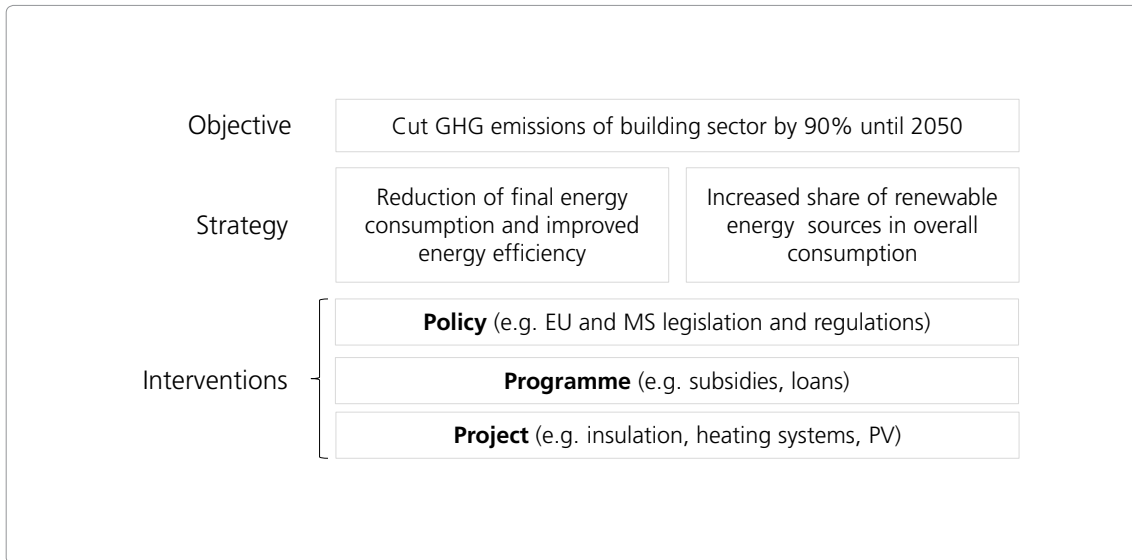 Objective
Cut GHG emissions of building sector by 90% until 2050
Strategy
Reduction of final energy
consumption and improved
energy efficiency
Increased share of renewable
energy sources in overall
consumption
Interventions
Policy (e.g. EU and MS legislation and regulations)
Programme (e.g. subsidies, loans)
Project (e.g. insulation, heating systems, PV)